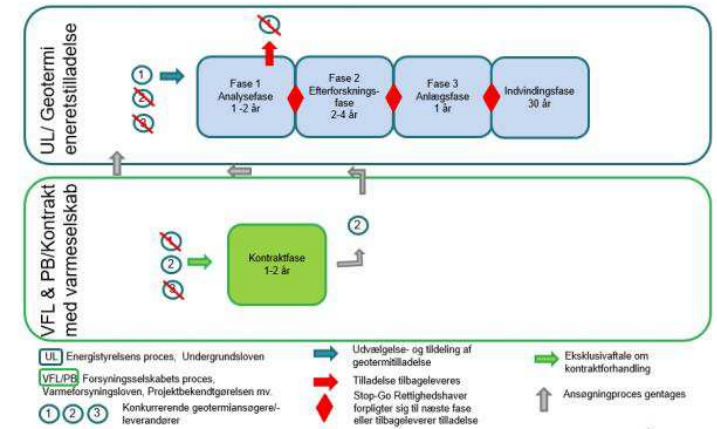 UL/ Geotermi
eneretstilladelse
1
1
2
3
Fase 1
Analysefase
1 -2 år
Fase 2
Efterforsknings-
fase
2-4 år
Fase 3
Anlægsfase
1 år
Indvindingsfase
30 år
VFL & PB/Kontrakt
med varmeselskab
1
2
3
Kontraktfase
1-2 år
2
UL Energistyrelsens proces, Undergrundsloven
VFL/PB Forsyningsselskabets proces,
Varmeforsyningsloven, Projektbekendtgørelsen mv.
1 2 3 Konkurrerende geotermiansøgere/-
leverandører
Udvælgelse- og tildeling af
geotermitilladelse
Tilladelse tilbageleveres
Stop-Go Rettighedshaver
forpligter sig til næste fase
eller tilbageleverer tilladelse
Eksklusivaftale om
kontraktforhandling
Ansøgningproces gentages